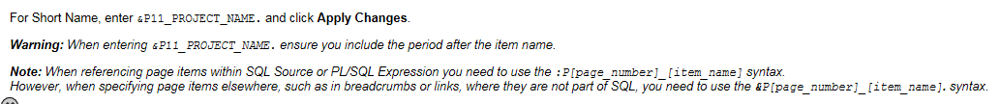 For Short Name, enter &P11_PROJECT_NAME. and click Apply Changes.
Warning: When entering &P11_PROJECT_NAME. ensure you include the period after the item name.
Note: When referencing page items within SQL Source or PL/SQL Expression you need to use the :P[page_number]_[item_name] syntax.
However, when specifying page items elsewhere, such as in breadcrumbs or links, where they are not part of SQL, you need to use the &P[page_number]_[item_name]. syntax.